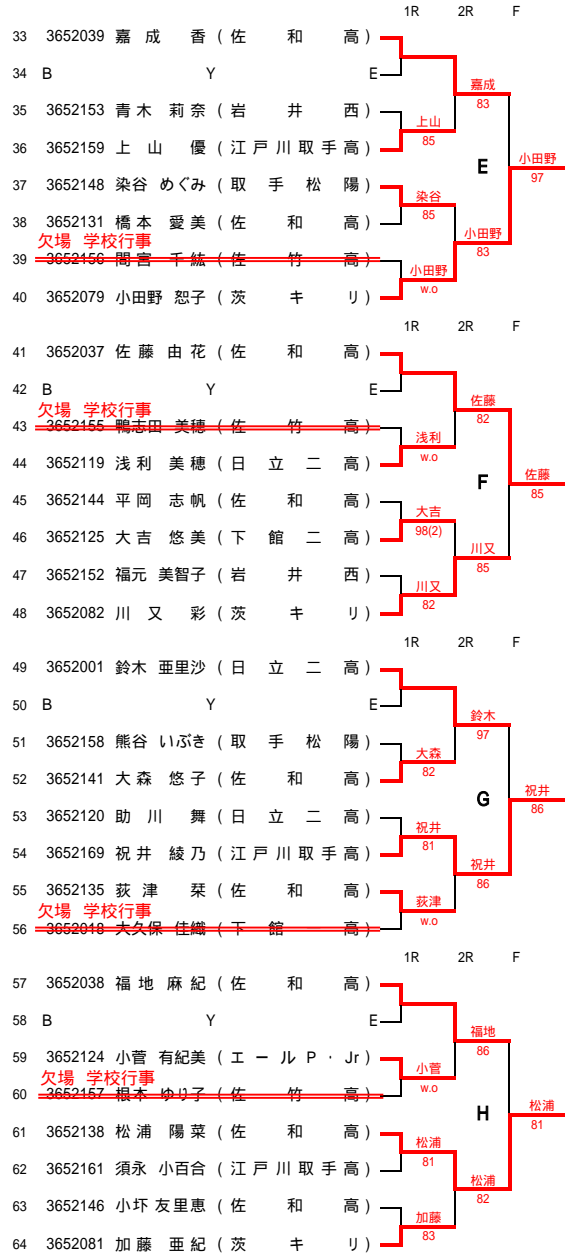 1R 2R F
33 3652039 嘉成 香 (佐和高)
34 B Y E
嘉成
83
35 3652153 青木 莉奈 (岩井西)
上山
85
36 3652159 上山 優 (江戸川取手高)
E
小田野
97
37 3652148 染谷 めぐみ (取手松陽)
染谷
85
38 3652131 橋本 愛美 (佐和高)
欠場 学校行事
小田野
83
39 3652156 間宮 千紘 (佐竹高)
小田野
w.o
40 3652079 小田野 恕子 (茨キリ)
1R 2R F
41 3652037 佐藤 由花 (佐和高)
42 B Y E
佐藤
82
欠場 学校行事
43 3652155 鴨志田 美穂 (佐竹高)
浅利
w.o
44 3652119 浅利 美穂 (日立二高)
F
佐藤
85
45 3652144 平岡 志帆 (佐和高)
大吉
98(2)
46 3652125 大吉 悠美 (下館二高)
川又
85
47 3652152 福元 美智子 (岩井西)
川又
82
48 3652082 川又 彩 (茨キリ)
1R 2R F
49 3652001 鈴木 亜里沙 (日立二高)
50 B Y E
鈴木
97
51 3652158 熊谷 いぶき (取手松陽)
大森
82
52 3652141 大森 悠子 (佐和高)
G
祝井
86
53 3652120 助川 舞 (日立二高)
祝井
81
54 3652169 祝井 綾乃 (江戸川取手高)
祝井
86
55 3652135 荻津 栞 (佐和高)
欠場 学校行事
荻津
w.o
56 3652018 大久保 佳織 (下館一高)
1R 2R F
57 3652038 福地 麻紀 (佐和高)
58 B Y E
福地
86
59 3652124 小菅 有紀美 (エールP・Jr)
欠場 学校行事
小菅
w.o
60 3652157 根本 ゆり子 (佐竹高)
H
松浦
81
61 3652138 松浦 陽菜 (佐和高)
松浦
81
62 3652161 須永 小百合 (江戸川取手高)
松浦
82
63 3652146 小圷 友里恵 (佐和高)
加藤
83
64 3652081 加藤 亜紀 (茨キリ)